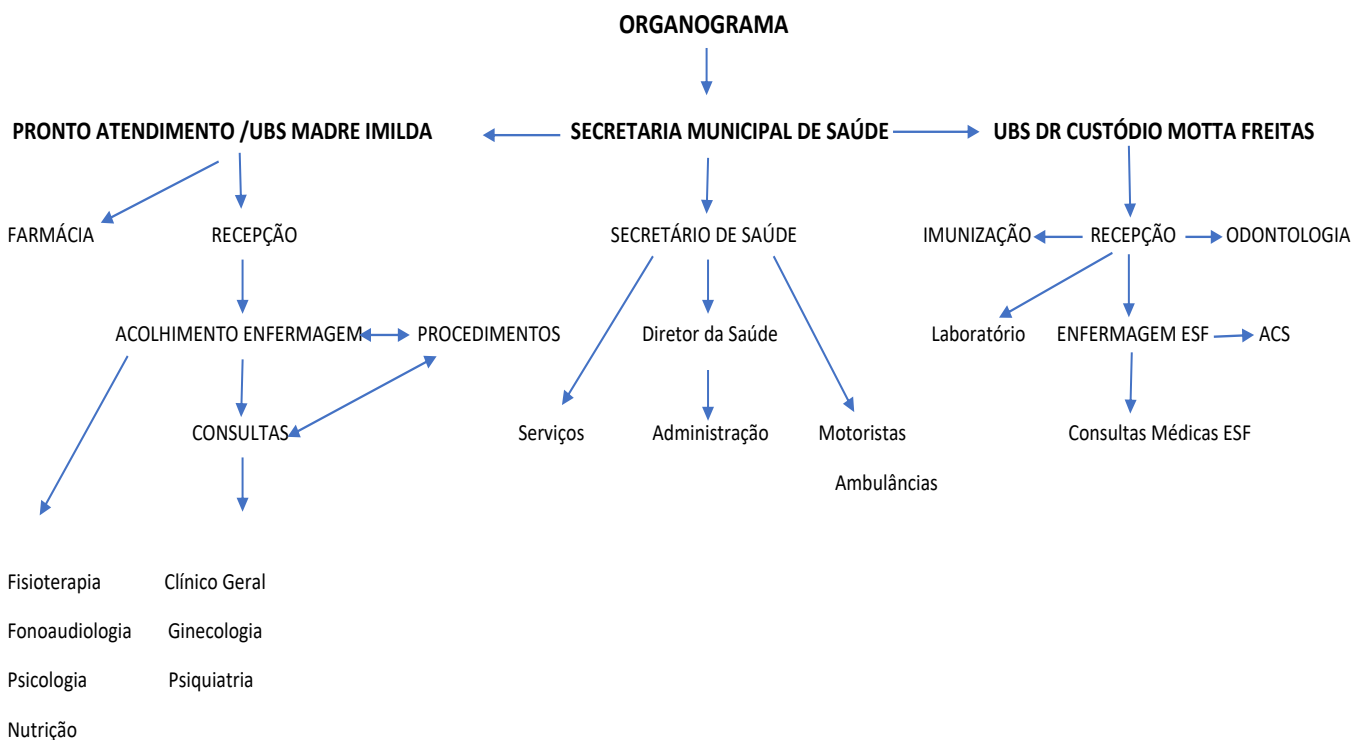 ORGANOGRAMA
PRONTO ATENDIMENTO /UBS MADRE IMILDA SECRETARIA MUNICIPAL DE SAÚDE UBS DR CUSTÓDIO MOTTA FREITAS
FARMÁCIA RECEPÇÃO SECRETÁRIO DE SAÚDE IMUNIZAÇÃO RECEPÇÃO ODONTOLOGIA
ACOLHIMENTO ENFERMAGEM PROCEDIMENTOS Diretor da Saúde Laboratório ENFERMAGEM ESF ACS
CONSULTAS Serviços Administração Motoristas Consultas Médicas ESF
Ambulâncias
Fisioterapia Clínico Geral
Fonoaudiologia Ginecologia
Psicologia Psiquiatria
Nutrição